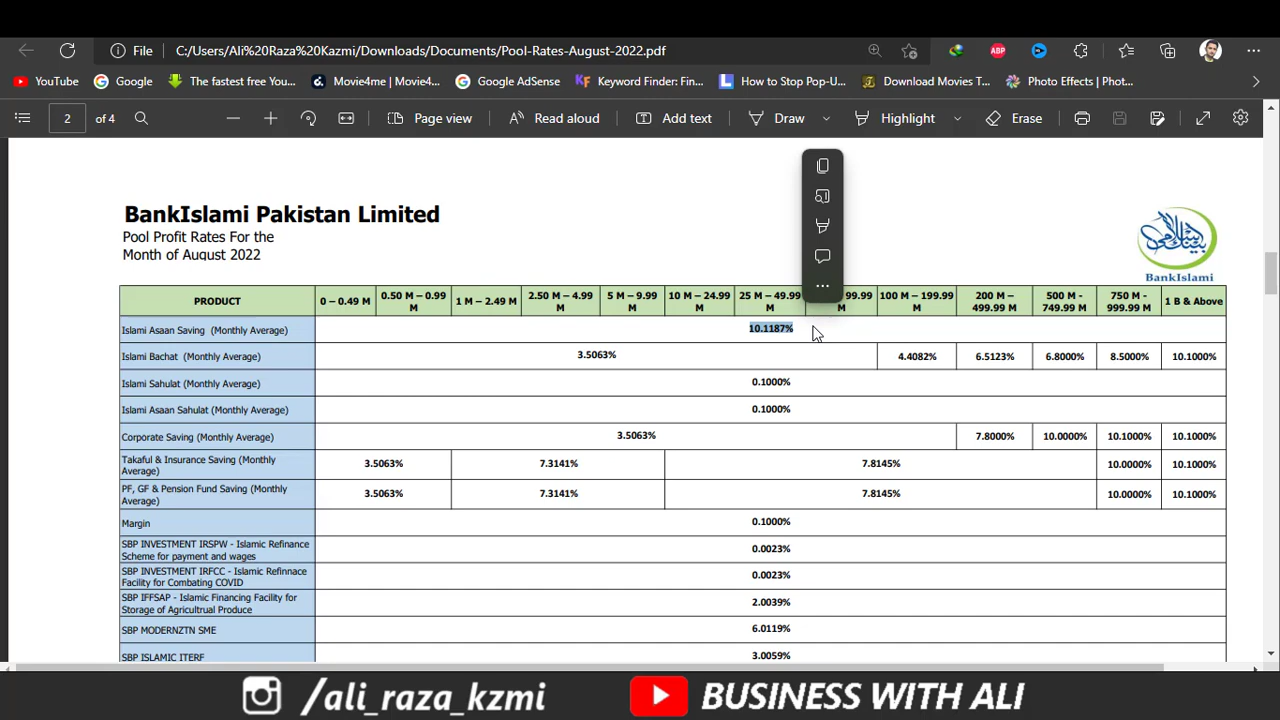 File C:/Users/Ali%20Raza%20Kazmi/Downloads/Documents/Pool-Rates-August-2022.pdf ABP
YouTube Google The fastest free You... Movie4me | Movie4... Google AdSense KF Keyword Finder: Fin... L How to Stop Pop-U... Download Movies T... Photo Effects | Phot...
2 of 4 Page view Read aloud Add text Draw Highlight Erase
BankIslami Pakistan Limited
Pool Profit Rates For the
Month of August 2022
بینک اسلامی
BankIslami
PRODUCT 0 – 0.49 M 0.50 M – 0.99 M 1 M – 2.49 M 2.50 M – 4.99 M 5 M – 9.99 M 10 M – 24.99 M 25 M – 49.99 M 99.99 M 100 M – 199.99 M 200 M – 499.99 M 500 M - 749.99 M 750 M - 999.99 M 1 B & Above
Islami Asaan Saving (Monthly Average) 10.1187%
Islami Bachat (Monthly Average) 3.5063% 4.4082% 6.5123% 6.8000% 8.5000% 10.1000%
Islami Sahulat (Monthly Average) 0.1000%
Islami Asaan Sahulat (Monthly Average) 0.1000%
Corporate Saving (Monthly Average) 3.5063% 7.8000% 10.0000% 10.1000% 10.1000%
Takaful & Insurance Saving (Monthly Average) 3.5063% 7.3141% 7.8145% 10.0000% 10.1000%
PF, GF & Pension Fund Saving (Monthly Average) 3.5063% 7.3141% 7.8145% 10.0000% 10.1000%
Margin 0.1000%
SBP INVESTMENT IRSPW - Islamic Refinance Scheme for payment and wages 0.0023%
SBP INVESTMENT IRFCC - Islamic Refinnace Facility for Combating COVID 0.0023%
SBP IFFSAP - Islamic Financing Facility for Storage of Agricultrual Produce 2.0039%
SBP MODERNZTN SME 6.0119%
SBP ISLAMIC ITERF 3.0059%
/ali_raza_kzmi BUSINESS WITH ALI